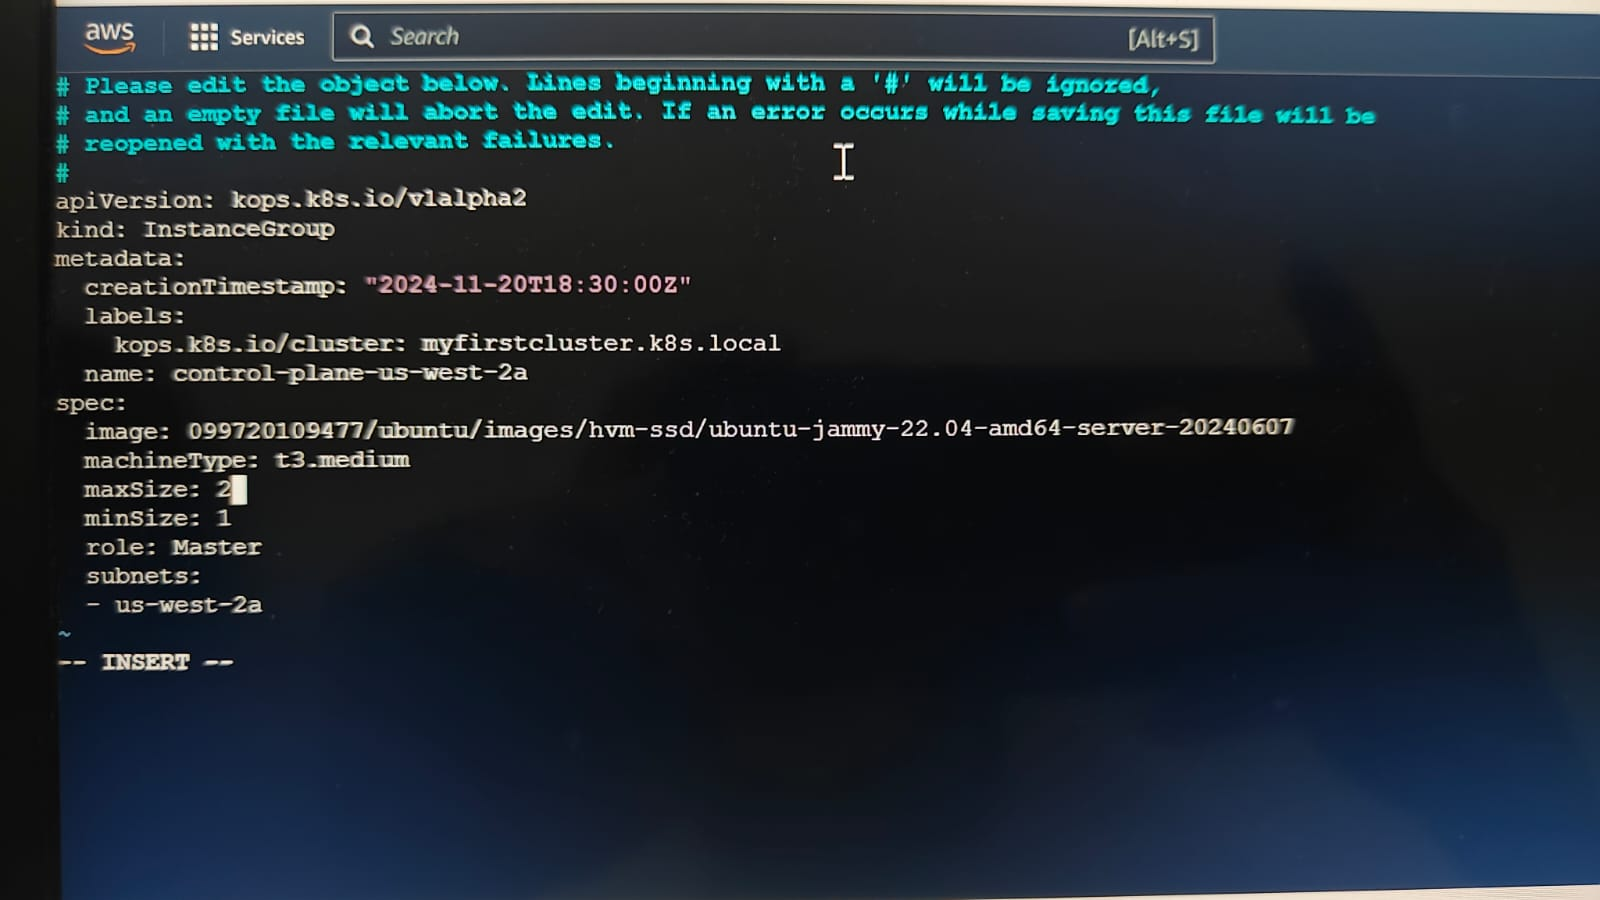 aws Services Search [Alt+S]
# Please edit the object below. Lines beginning with a '#' will be ignored,
# and an empty file will abort the edit. If an error occurs while saving this file will be
# reopened with the relevant failures.
#
apiVersion: kops.k8s.io/v1alpha2
kind: InstanceGroup
metadata:
  creationTimestamp: "2024-11-20T18:30:00Z"
  labels:
    kops.k8s.io/cluster: myfirstcluster.k8s.local
  name: control-plane-us-west-2a
spec:
  image: 099720109477/ubuntu/images/hvm-ssd/ubuntu-jammy-22.04-amd64-server-20240607
  machineType: t3.medium
  maxSize: 2
  minSize: 1
  role: Master
  subnets:
  - us-west-2a
~
-- INSERT --